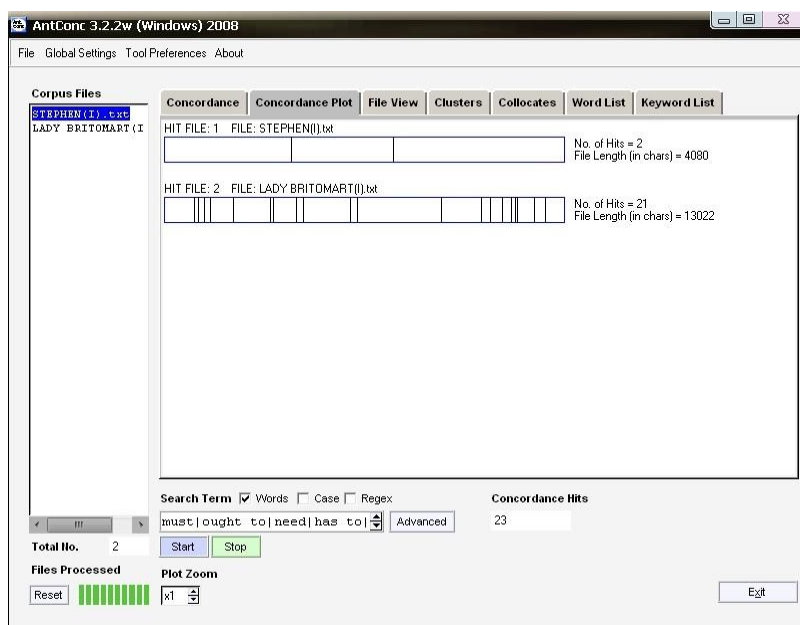 AntConc 3.2.2w (Windows) 2008
File Global Settings Tool Preferences About
Corpus Files
STEPHEN(I).txt
LADY BRITOMART(I
Concordance Concordance Plot File View Clusters Collocates Word List Keyword List
HIT FILE: 1 FILE: STEPHEN(I).txt
No. of Hits = 2
File Length (in chars) = 4080
HIT FILE: 2 FILE: LADY BRITOMART(I).txt
No. of Hits = 21
File Length (in chars) = 13022
Search Term Words Case Regex
Concordance Hits
must|ought to|need|has to|
Advanced
23
Total No. 2
Start Stop
Files Processed
Plot Zoom
Reset
x1
Exit